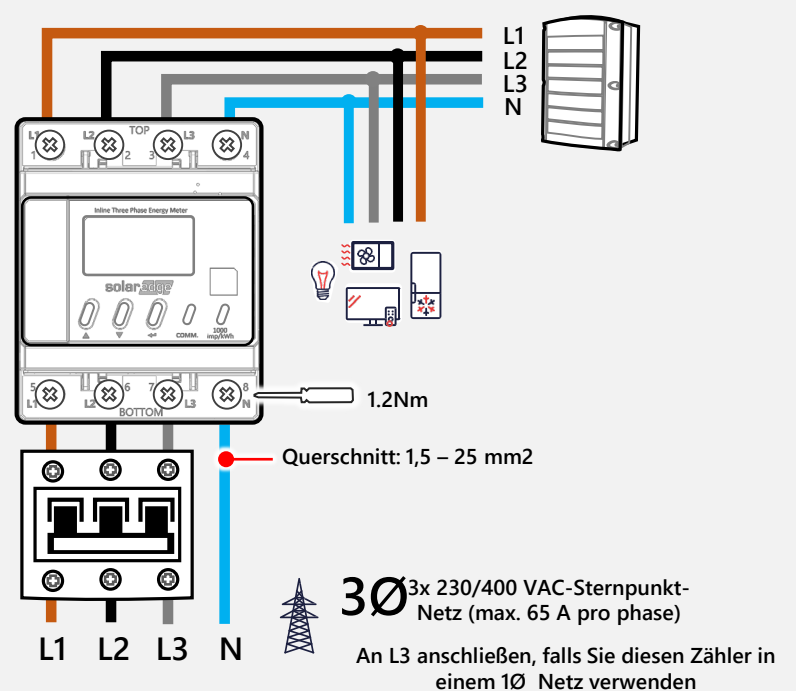 L1
L2
L3
N
L1 L2 TOP L3 N
1 2 3 4
Inline Three Phase Energy Meter
solaredge
COMM. 1000
imp/kWh
5 6 7 8
L1 L2 L3 N
BOTTOM
1.2Nm
Querschnitt: 1,5 – 25 mm2
3Ø 3x 230/400 VAC-Sternpunkt-
Netz (max. 65 A pro phase)
L1 L2 L3 N
An L3 anschließen, falls Sie diesen Zähler in
einem 1Ø Netz verwenden